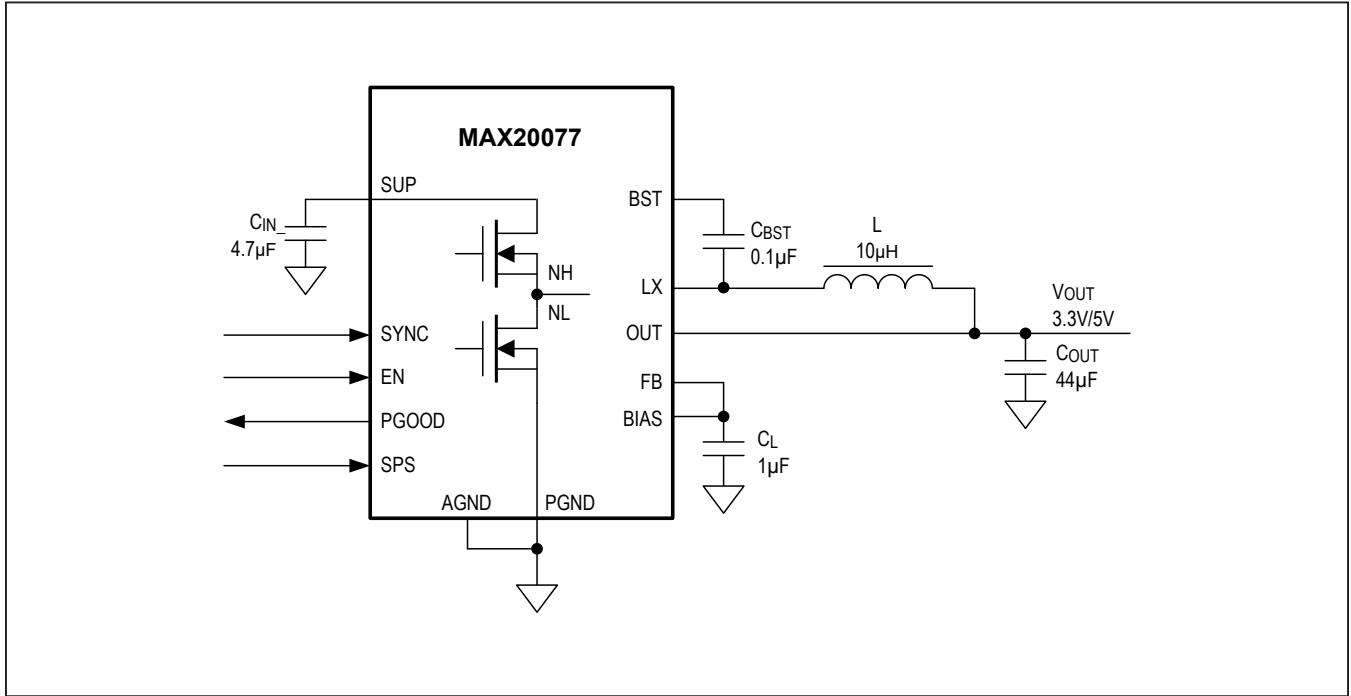 MAX20077
SUP
BST
CIN_
4.7µF
CBST
0.1µF
L
10µH
NH
NL
LX
VOUT
3.3V/5V
SYNC
OUT
COUT
44µF
EN
FB
PGOOD
BIAS
CL
1µF
SPS
AGND
PGND